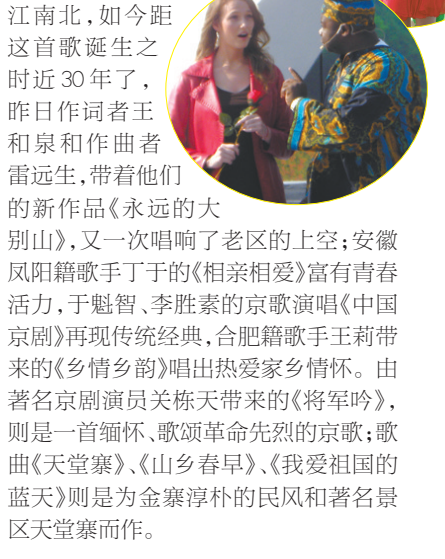 江南北，如今距
这首歌诞生之
时近30年了，
昨日作词者王
和泉和作曲者
雷远生，带着他们
的新作品《永远的大
别山》，又一次唱响了老区的上空；安徽
凤阳籍歌手丁于的《相亲相爱》富有青春
活力，于魁智、李胜素的京歌演唱《中国
京剧》再现传统经典，合肥籍歌手王莉带
来的《乡情乡韵》唱出热爱家乡情怀。由
著名京剧演员关栋天带来的《将军吟》，
则是一首缅怀、歌颂革命先烈的京歌；歌
曲《天堂寨》、《山乡春早》、《我爱祖国的
蓝天》则是为金寨淳朴的民风和著名景
区天堂寨而作。